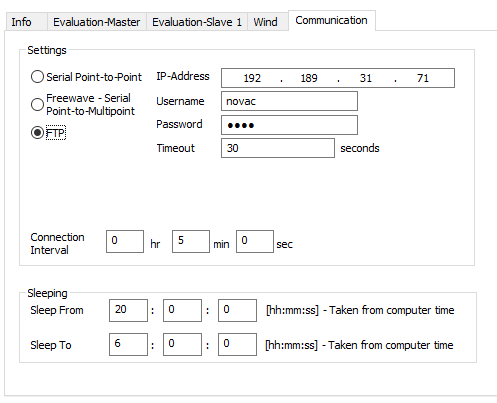 Info Evaluation-Master Evaluation-Slave 1 Wind Communication
Settings
Serial Point-to-Point IP-Address 192 . 189 . 31 . 71
Freewave - Serial
Point-to-Multipoint Username novac
Password ●●●●
FTP
Timeout 30 seconds
Connection
Interval 0 hr 5 min 0 sec
Sleeping
Sleep From 20 : 0 : 0 [hh:mm:ss] - Taken from computer time
Sleep To 6 : 0 : 0 [hh:mm:ss] - Taken from computer time